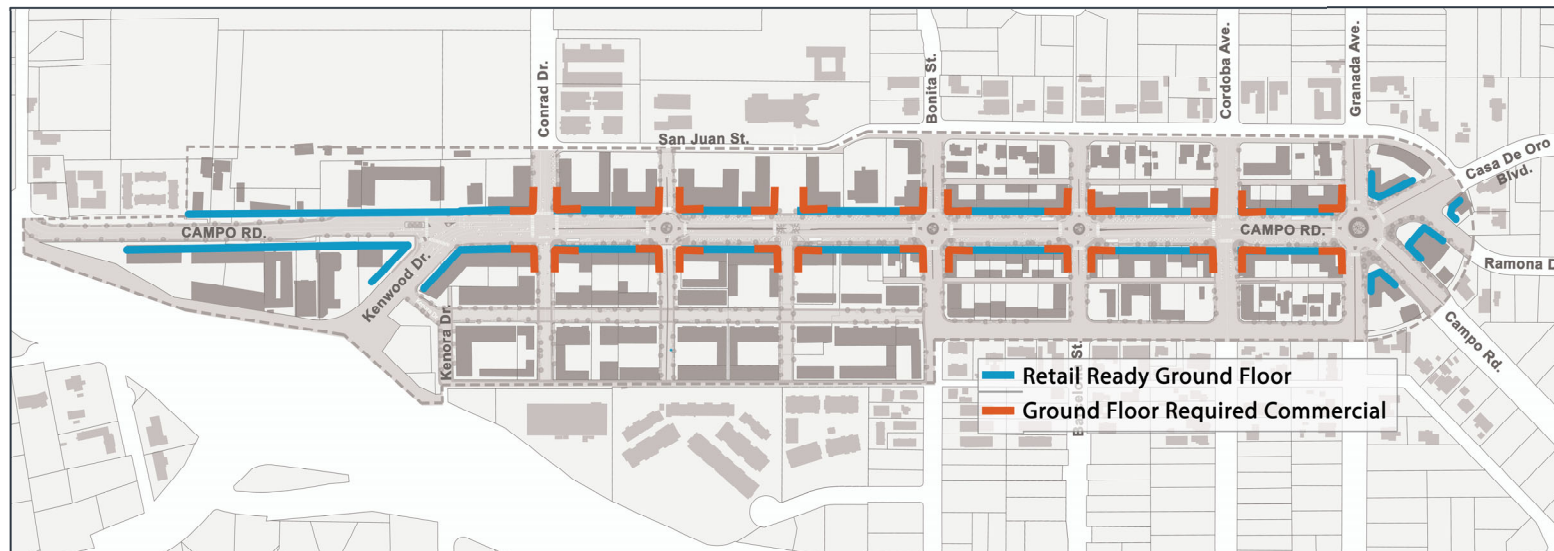 Conrad Dr.
Bonita St.
Cordoba Ave.
Granada Ave.
San Juan St.
Casa De Oro
Blvd.
CAMPO RD.
CAMPO RD.
Kenwood Dr.
Ramona D
Kenora Dr.
Campo Rd.
Retail Ready Ground Floor
Ground Floor Required Commercial